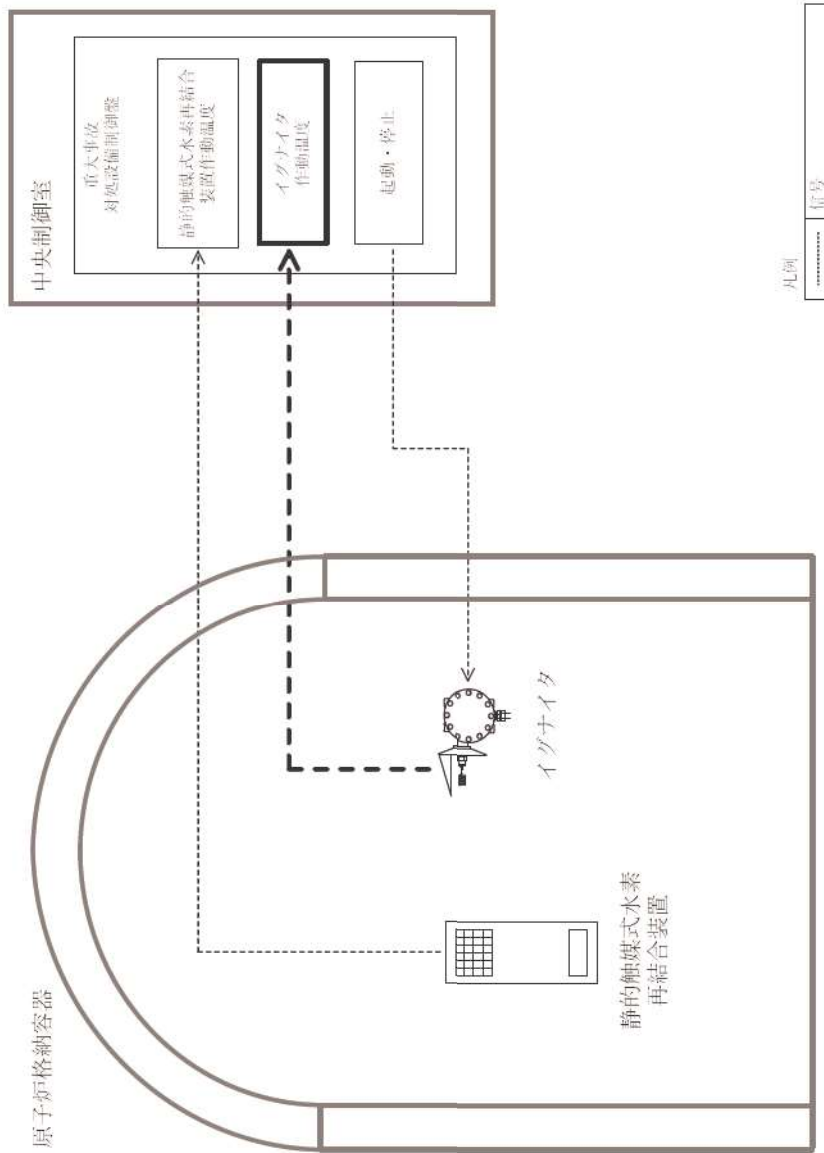 原子炉格納容器
静的触媒式水素
再結合装置
イグナイタ
中央制御室
重大事故
対処設備制御盤
静的触媒式水素再結合
装置作動温度
イグナイタ
作動温度
起動・停止
凡例
信号